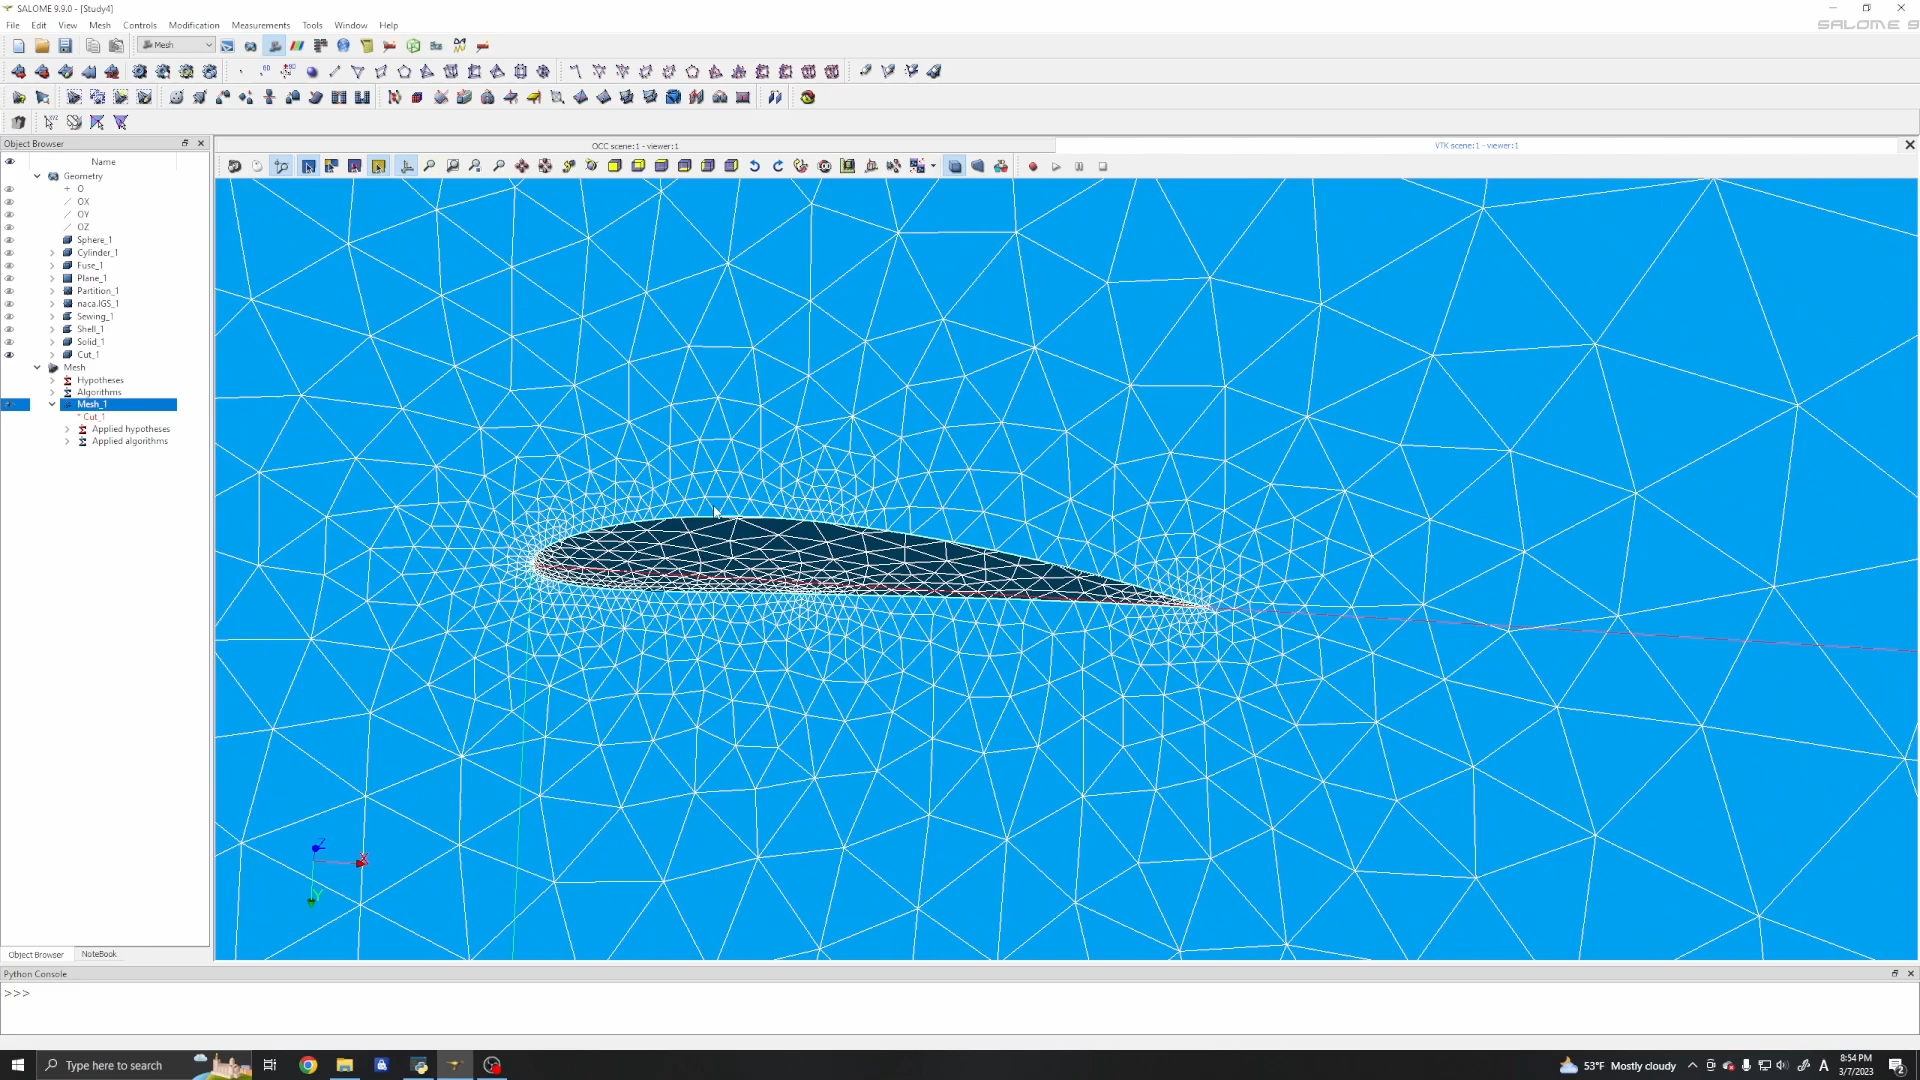 SALOME 9.9.0 - [Study4]
File Edit View Mesh Controls Modification Measurements Tools Window Help
SALOME 9
Mesh
Object Browser
OCC scene:1 - viewer:1
VTK scene:1 - viewer:1
Name
Geometry
O
OX
OY
OZ
Sphere_1
Cylinder_1
Fuse_1
Plane_1
Partition_1
naca.IGS_1
Sewing_1
Shell_1
Solid_1
Cut_1
Mesh
Hypotheses
Algorithms
Mesh_1
* Cut_1
Applied hypotheses
Applied algorithms
Z
X
Y
Object Browser NoteBook
Python Console
>>>
Type here to search
53°F Mostly cloudy
A
8:54 PM
3/7/2023
2